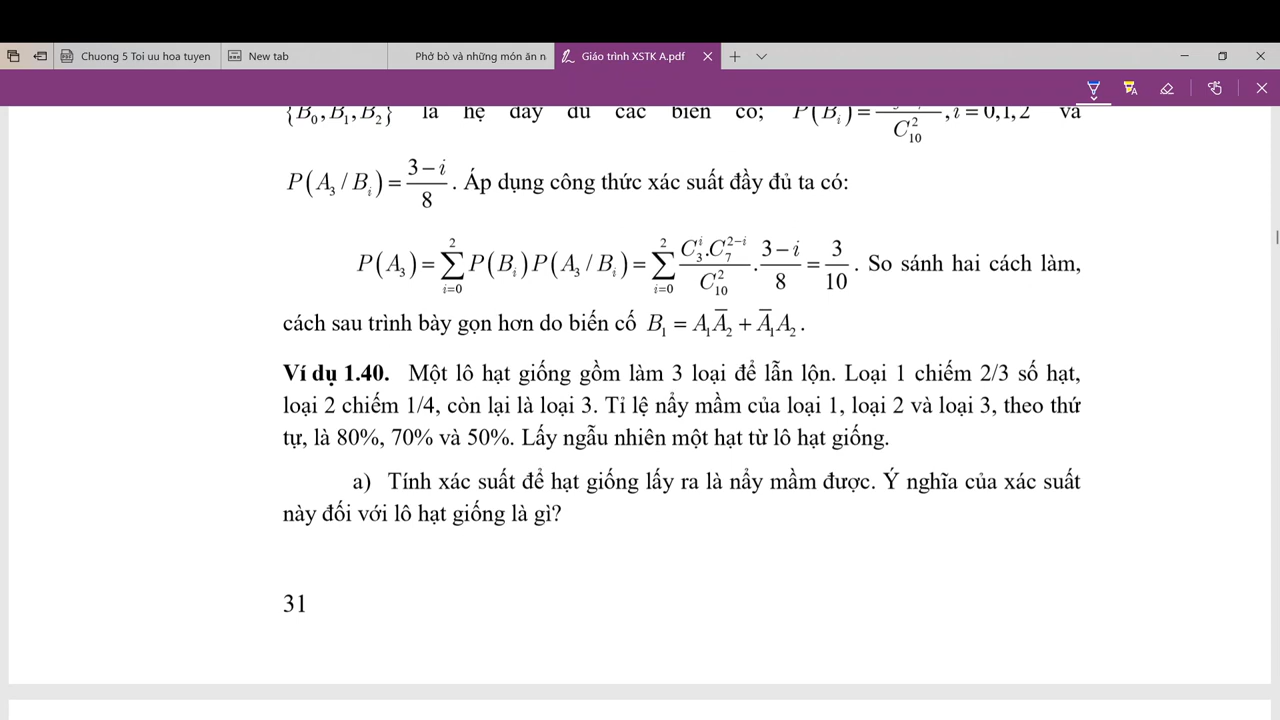 Chuong 5 Toi uu hoa tuyen
New tab
Phở bò và những món ăn n
Giáo trình XSTK A.pdf
{B₀, B₁, B₂} là hệ đầy đủ các biến cố; P(Bᵢ) = ——/C₁₀², i = 0,1,2 và
P(A₃ / Bᵢ) = (3 − i)/8 . Áp dụng công thức xác suất đầy đủ ta có:
P(A₃) = ∑ᵢ₌₀² P(Bᵢ)P(A₃ / Bᵢ) = ∑ᵢ₌₀² (C₃ⁱ.C₇²⁻ⁱ)/C₁₀² . (3 − i)/8 = 3/10 . So sánh hai cách làm,
cách sau trình bày gọn hơn do biến cố B₁ = A₁A̅₂ + A̅₁A₂ .
Ví dụ 1.40. Một lô hạt giống gồm làm 3 loại để lẫn lộn. Loại 1 chiếm 2/3 số hạt,
loại 2 chiếm 1/4, còn lại là loại 3. Tỉ lệ nẩy mầm của loại 1, loại 2 và loại 3, theo thứ
tự, là 80%, 70% và 50%. Lấy ngẫu nhiên một hạt từ lô hạt giống.
a) Tính xác suất để hạt giống lấy ra là nẩy mầm được. Ý nghĩa của xác suất
này đối với lô hạt giống là gì?
31